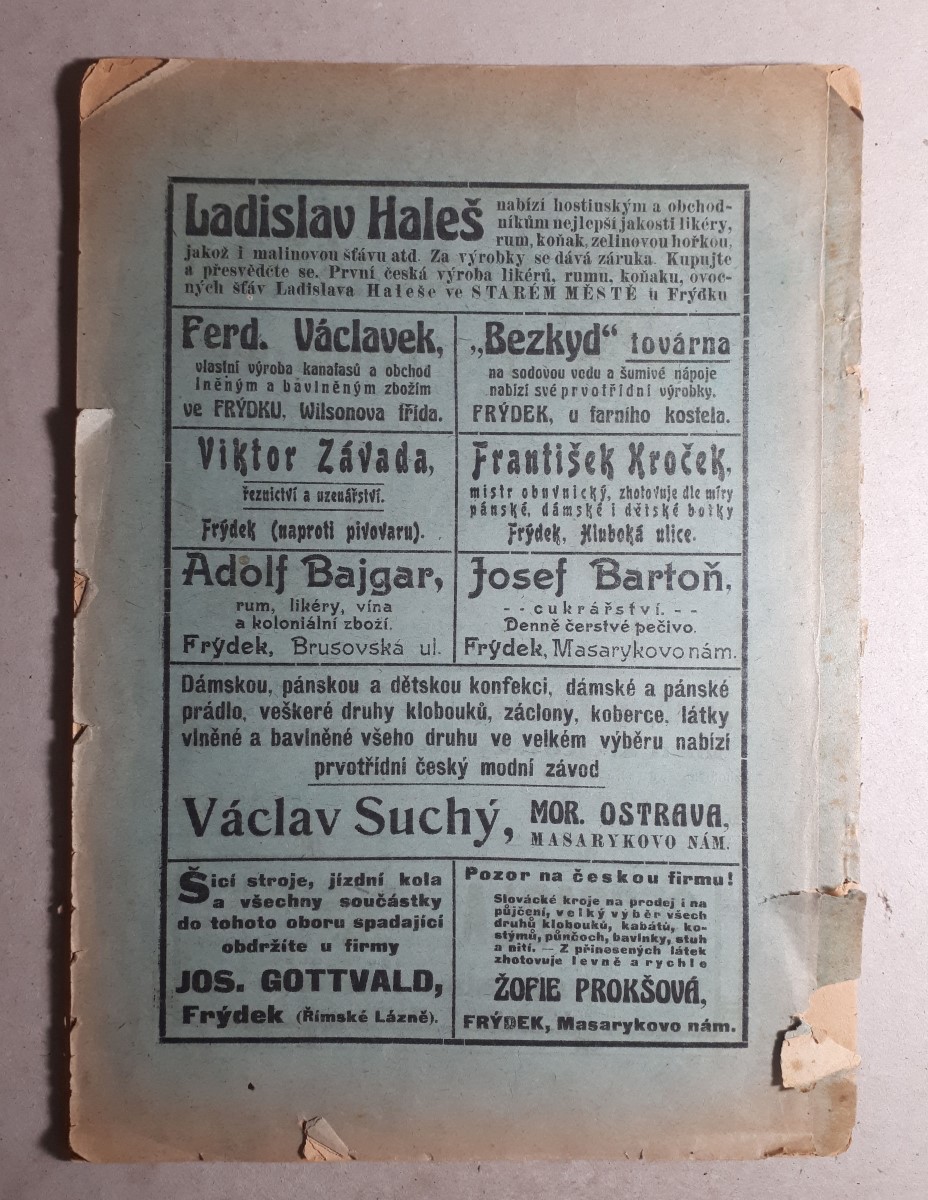 Ladislav Haleš
nabízí hostinským a obchod-
níkům nejlepší jakosti likéry,
rum, koňak, zelinovou hořkou,
jakož i malinovou šťávu atd. Za výrobky se dává záruka. Kupujte
a přesvědčte se. První česká výroba likérů, rumu, koňaku, ovoc-
ných šťáv Ladislava Haleše ve STARÉM MĚSTĚ u Frýdku
Ferd. Václavek,
vlastní výroba kanafasů a obchod
lněným a bavlněným zbožím
ve FRÝDKU, Wilsonova třída.
„Bezkyd“ továrna
na sodovou vodu a šumivé nápoje
nabízí své prvotřídní výrobky.
FRÝDEK, u farního kostela.
Viktor Závada,
řeznictví a uzenářství.
Frýdek (naproti pivovaru).
František Kroček,
mistr obuvnický, zhotovuje dle míry
pánské, dámské i dětské botky
Frýdek, Hluboká ulice.
Adolf Bajgar,
rum, likéry, vína
a koloniální zboží.
Frýdek, Brusovská ul.
Josef Bartoň,
- - cukrářství. - -
Denně čerstvé pečivo.
Frýdek, Masarykovo nám.
Dámskou, pánskou a dětskou konfekci, dámské a pánské
prádlo, veškeré druhy klobouků, záclony, koberce, látky
vlněné a bavlněné všeho druhu ve velkém výběru nabízí
prvotřídní český modní závod
Václav Suchý,
MOR. OSTRAVA,
MASARYKOVO NÁM.
Šicí stroje, jízdní kola
a všechny součástky
do tohoto oboru spadající
obdržíte u firmy
JOS. GOTTVALD,
Frýdek (Římské Lázně).
Pozor na českou firmu!
Slovácké kroje na prodej i na
půjčení, velký výběr všech
druhů klobouků, kabátů, ko-
stýmů, půnčoch, bavlnky, stuh
a nití. — Z přinesených látek
zhotovuje levně a rychle
ŽOFIE PROKŠOVÁ,
FRÝDEK, Masarykovo nám.